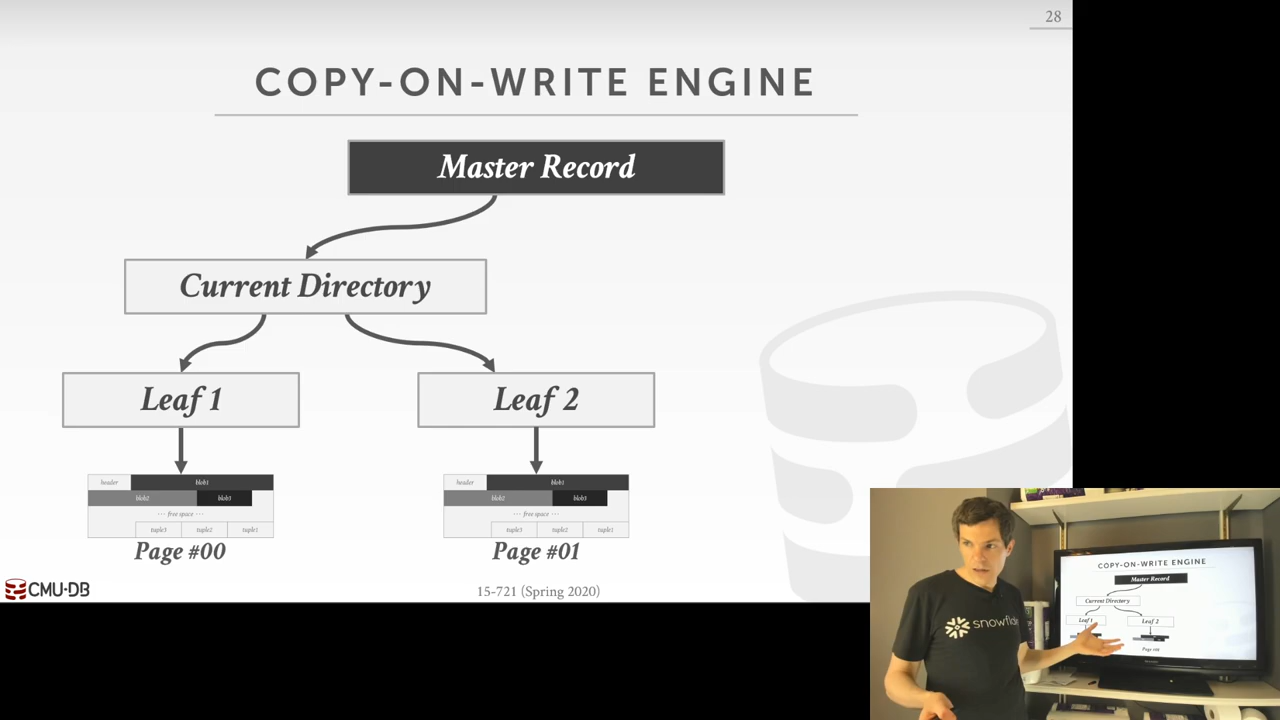 28
COPY-ON-WRITE ENGINE
Master Record
Current Directory
Leaf 1
Leaf 2
header
blob1
header
blob1
blob2
blob3
blob2
blob3
··· free space ···
··· free space ···
tuple3
tuple2
tuple1
tuple3
tuple2
tuple1
Page #00
Page #01
CMU·DB
15-721 (Spring 2020)
snowfla
COPY-ON-WRITE ENGINE
Master Record
Current Directory
Leaf 1
Leaf 2